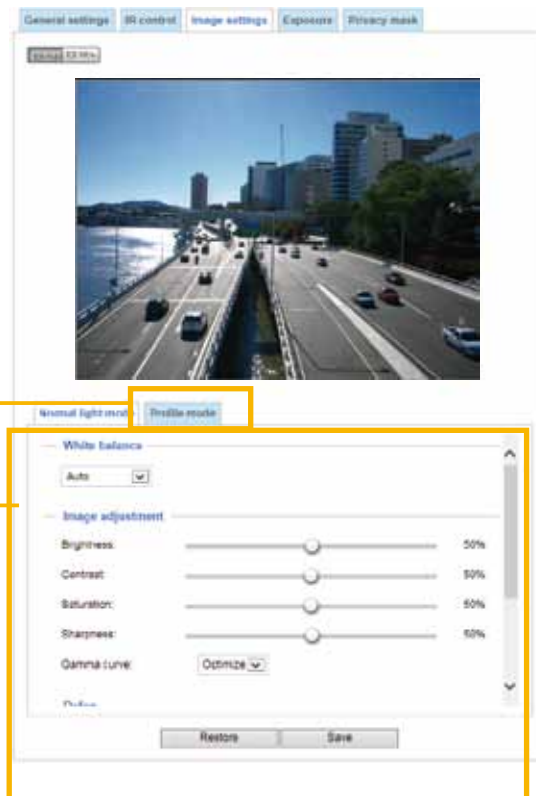 General settings IR control Image settings Exposure Privacy mask
Normal light mode Profile mode
White balance
Auto
Image adjustment
Brightness: 50%
Contrast: 50%
Saturation: 50%
Sharpness: 50%
Gamma curve: Optimize
Restore Save